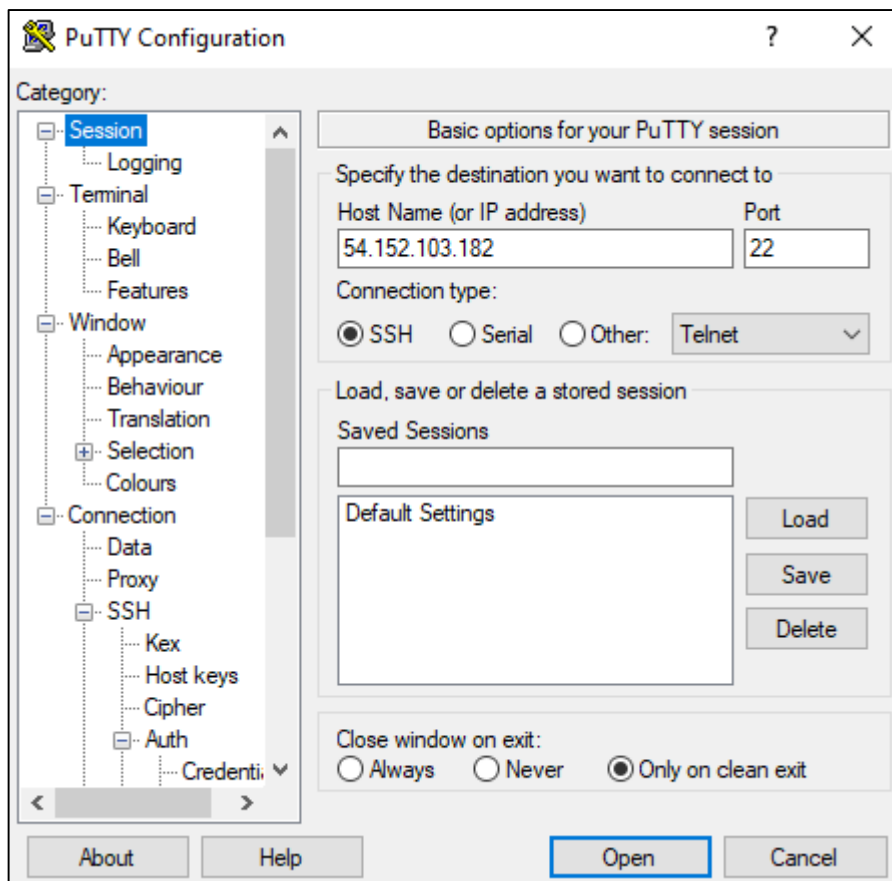 PuTTY Configuration
?
Category:
Session
Logging
Terminal
Keyboard
Bell
Features
Window
Appearance
Behaviour
Translation
Selection
Colours
Connection
Data
Proxy
SSH
Kex
Host keys
Cipher
Auth
Credenti
Basic options for your PuTTY session
Specify the destination you want to connect to
Host Name (or IP address) Port
54.152.103.182 22
Connection type:
SSH Serial Other: Telnet
Load, save or delete a stored session
Saved Sessions
Default Settings
Load
Save
Delete
Close window on exit:
Always Never Only on clean exit
About Help Open Cancel